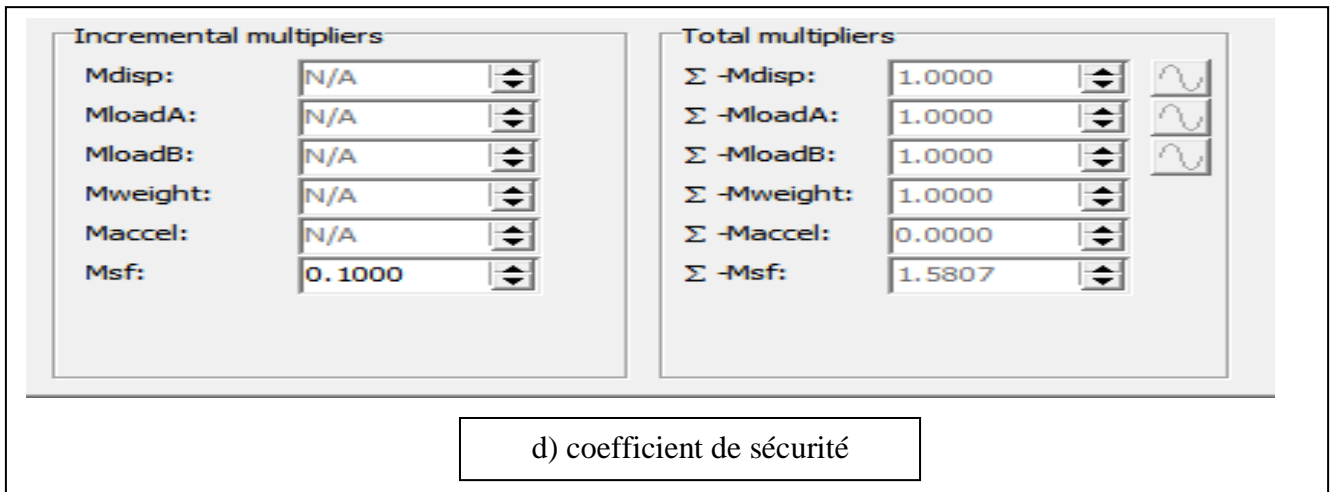 Incremental multipliers
Total multipliers
Mdisp: N/A
Σ -Mdisp: 1.0000
MloadA: N/A
Σ -MloadA: 1.0000
MloadB: N/A
Σ -MloadB: 1.0000
Mweight: N/A
Σ -Mweight: 1.0000
Maccel: N/A
Σ -Maccel: 0.0000
Msf: 0.1000
Σ -Msf: 1.5807
d) coefficient de sécurité